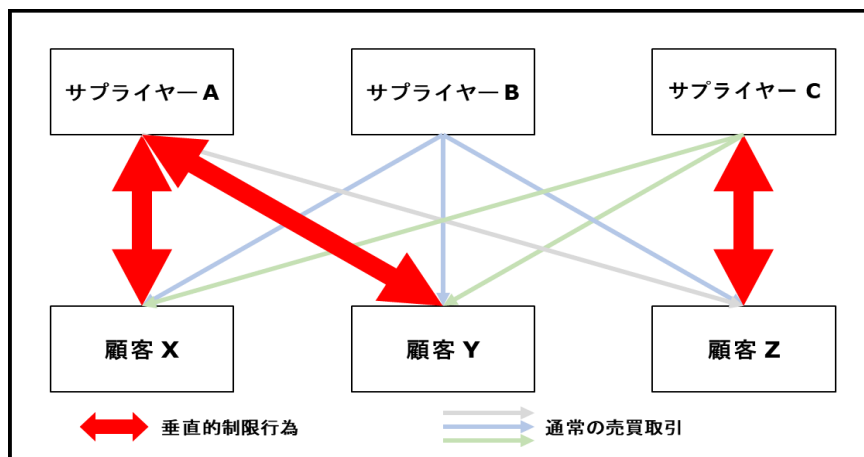 サプライヤー A
サプライヤー B
サプライヤー C
顧客 X
顧客 Y
顧客 Z
垂直的制限行為
通常の売買取引